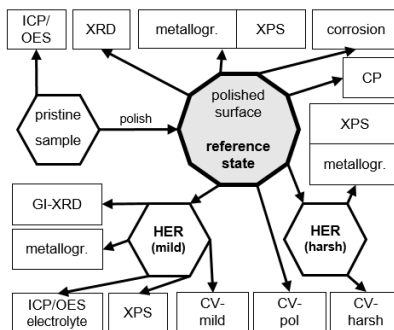 ICP/
OES
XRD
metallogr.
XPS
corrosion
CP
pristine
sample
polish
polished
surface
reference
state
XPS
metallogr.
GI-XRD
metallogr.
HER
(mild)
HER
(harsh)
ICP/OES
electrolyte
XPS
CV-
mild
CV-
pol
CV-
harsh